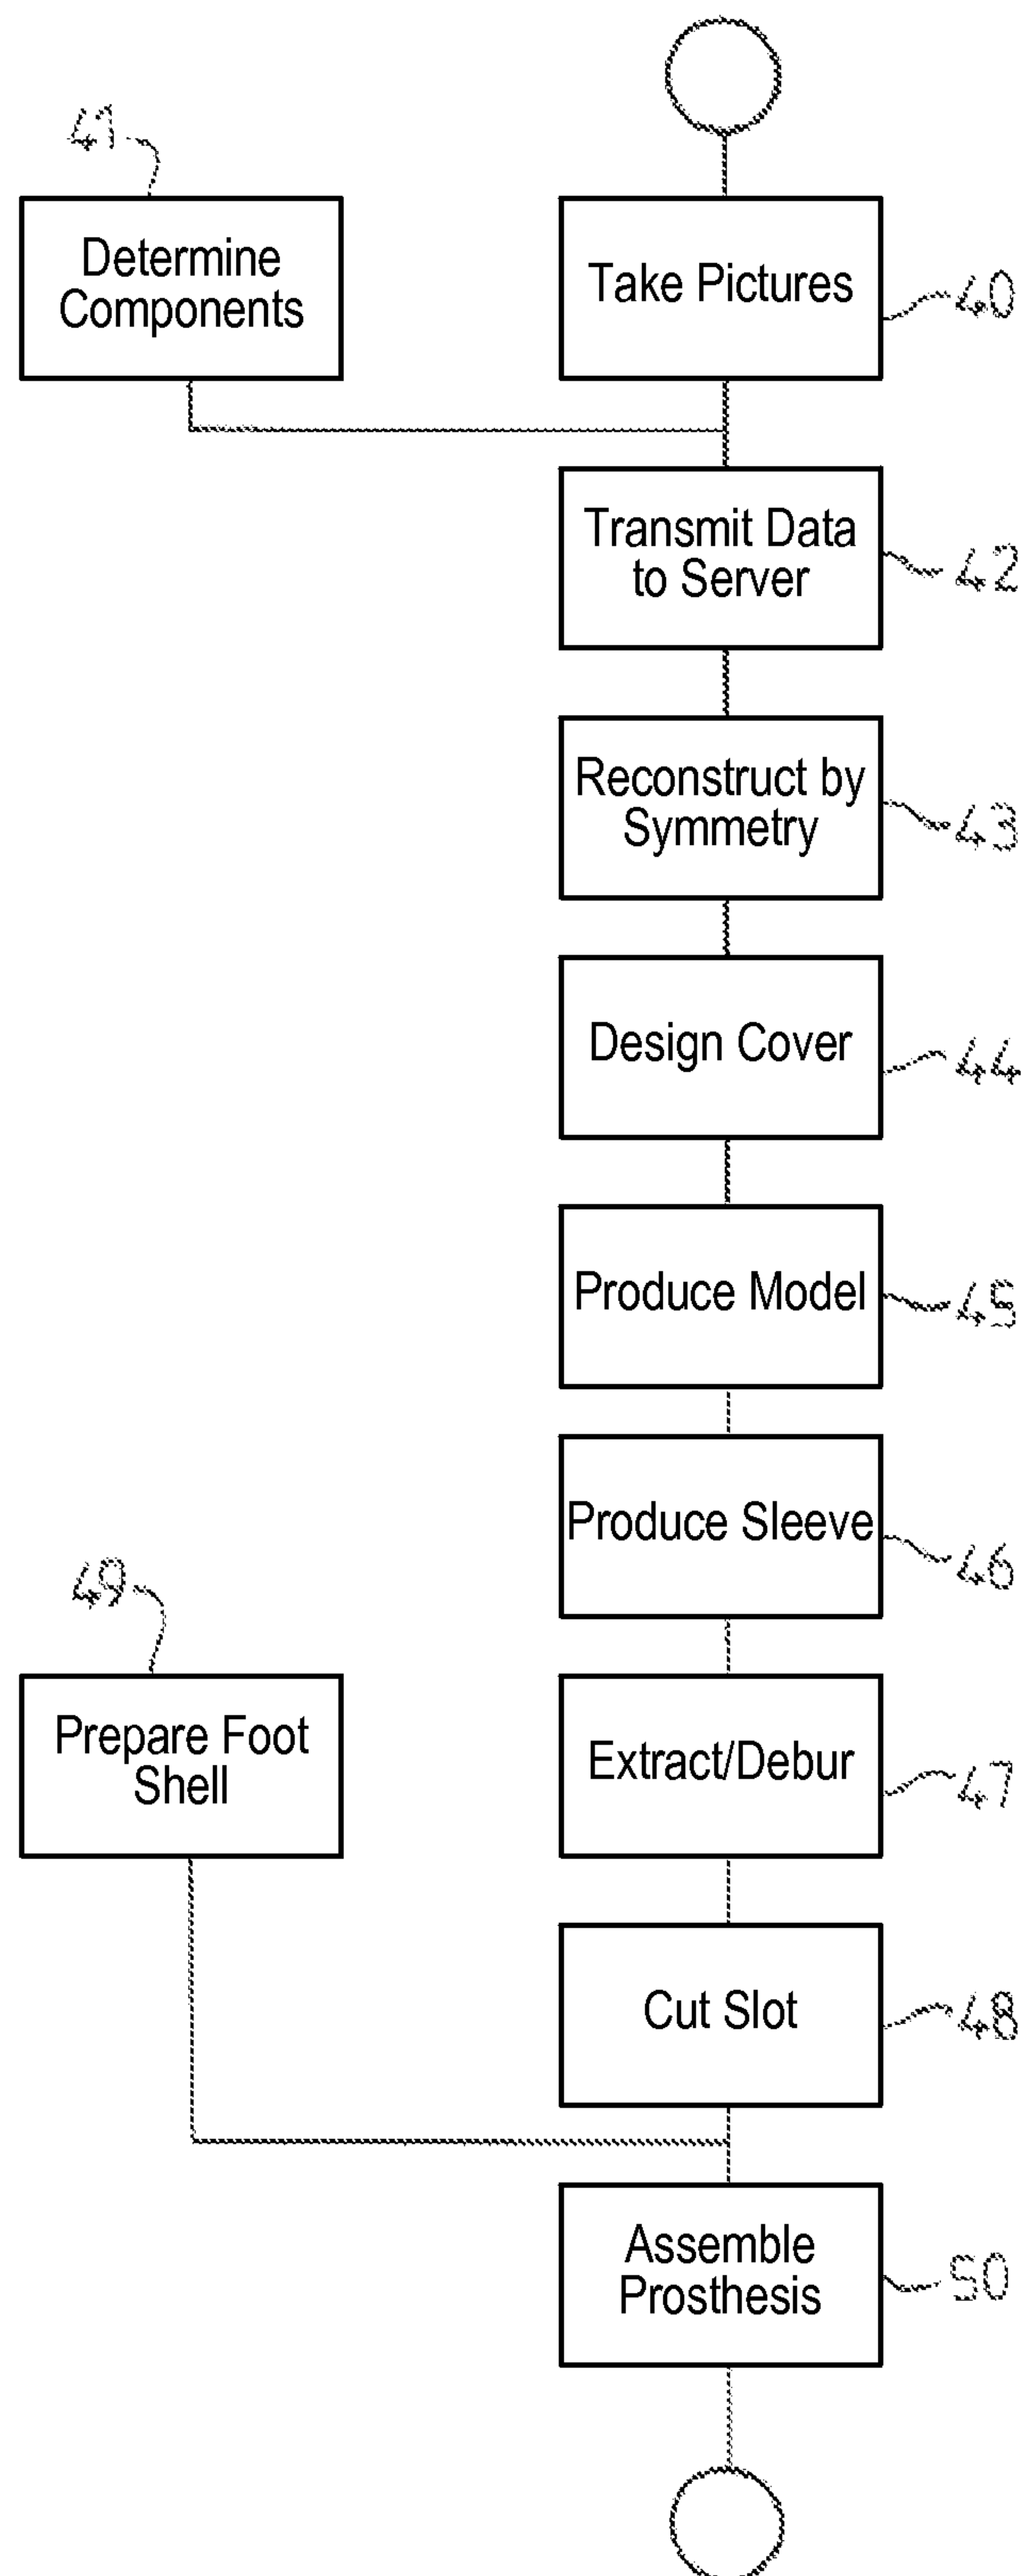 41
Determine
Components
Take Pictures
40
Transmit Data
to Server
42
Reconstruct by
Symmetry
43
Design Cover
44
Produce Model
45
Produce Sleeve
46
49
Prepare Foot
Shell
Extract/Debur
47
Cut Slot
48
Assemble
Prosthesis
50